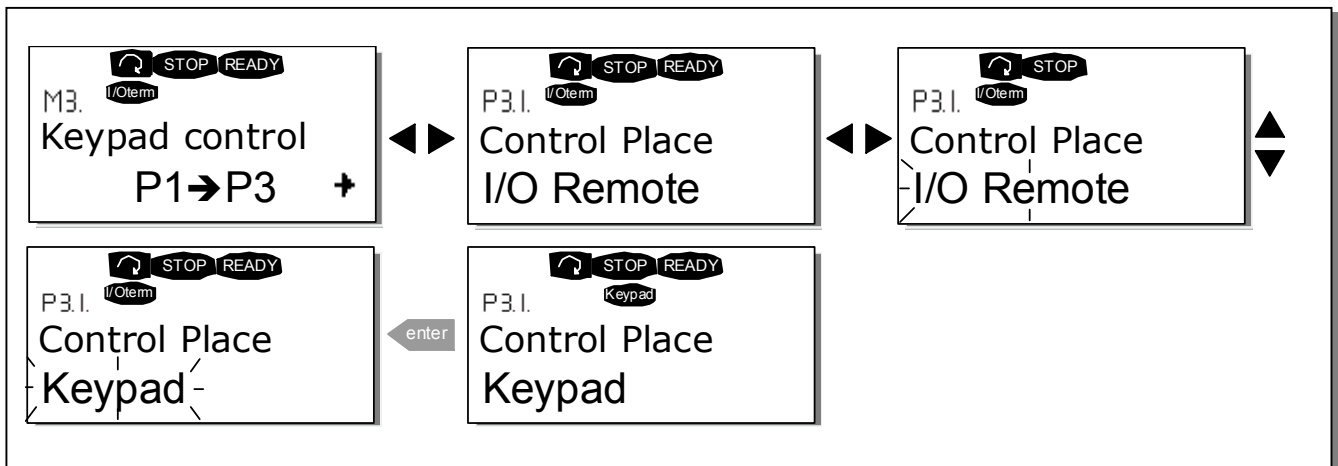 STOP READY
I/Oterm
M3.
Keypad control
P1➔P3
STOP READY
I/Oterm
P3.1.
Control Place
I/O Remote
STOP
I/Oterm
P3.1.
Control Place
I/O Remote
STOP READY
I/Oterm
P3.1.
Control Place
Keypad
enter
STOP READY
Keypad
P3.1.
Control Place
Keypad